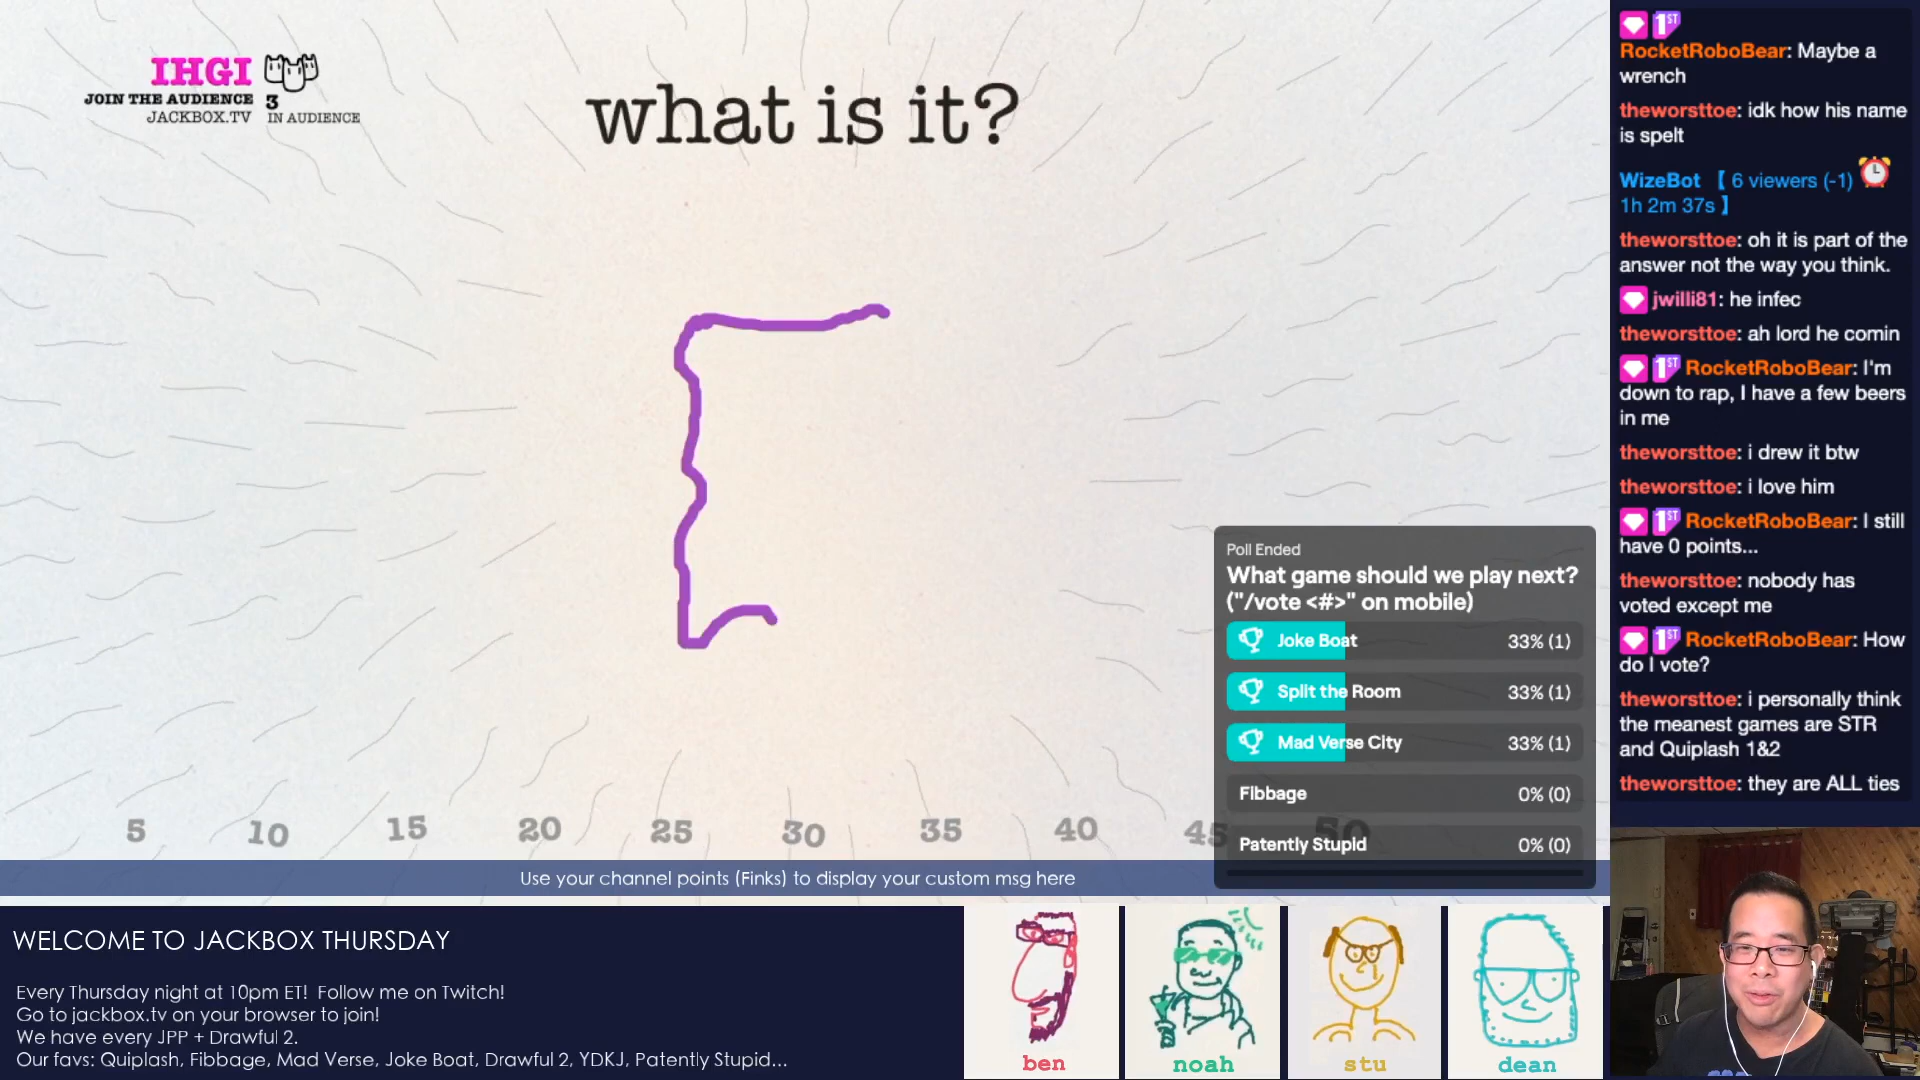 IHGI
JOIN THE AUDIENCE
JACKBOX.TV
3
IN AUDIENCE
what is it?
5 10 15 20 25 30 35 40 45 50
Poll Ended
What game should we play next?
("/vote <#>" on mobile)
Joke Boat 33% (1)
Split the Room 33% (1)
Mad Verse City 33% (1)
Fibbage 0% (0)
Patently Stupid 0% (0)
Use your channel points (Finks) to display your custom msg here
WELCOME TO JACKBOX THURSDAY
Every Thursday night at 10pm ET! Follow me on Twitch!
Go to jackbox.tv on your browser to join!
We have every JPP + Drawful 2.
Our favs: Quiplash, Fibbage, Mad Verse, Joke Boat, Drawful 2, YDKJ, Patently Stupid...
ben
noah
stu
dean
1ST
RocketRoboBear: Maybe a
wrench
theworsttoe: idk how his name
is spelt
WizeBot 【 6 viewers (-1)
1h 2m 37s 】
theworsttoe: oh it is part of the
answer not the way you think.
jwilli81: he infec
theworsttoe: ah lord he comin
1ST RocketRoboBear: I'm
down to rap, I have a few beers
in me
theworsttoe: i drew it btw
theworsttoe: i love him
1ST RocketRoboBear: I still
have 0 points...
theworsttoe: nobody has
voted except me
1ST RocketRoboBear: How
do I vote?
theworsttoe: i personally think
the meanest games are STR
and Quiplash 1&2
theworsttoe: they are ALL ties